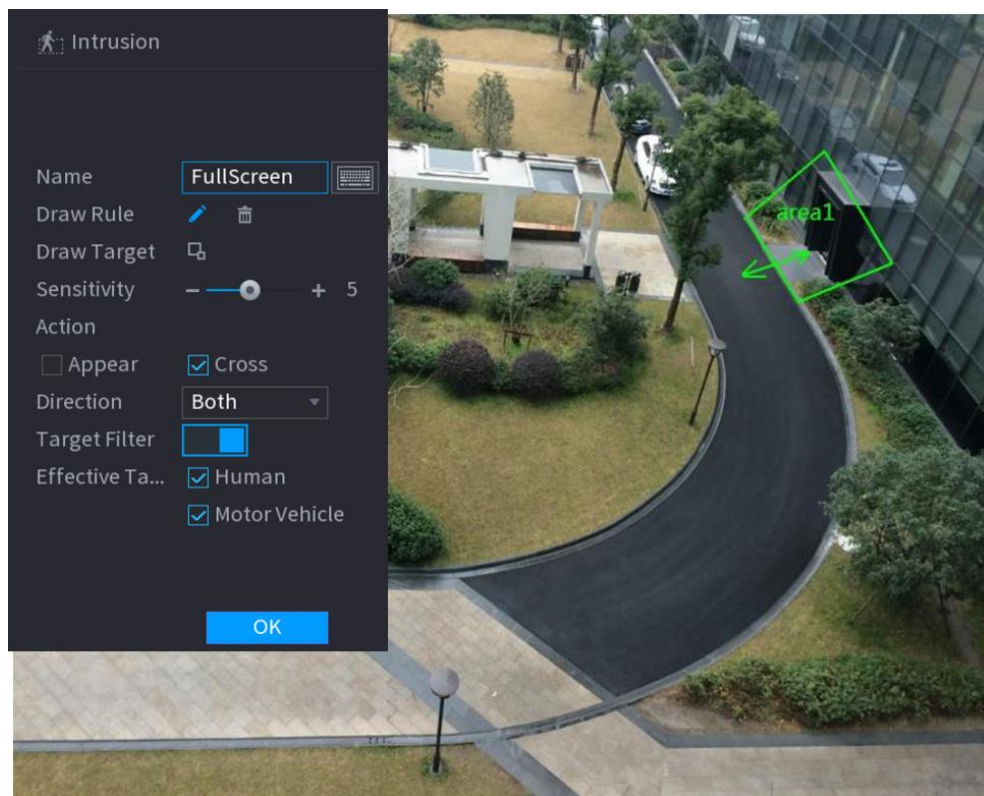 Intrusion
Name FullScreen
Draw Rule
Draw Target
Sensitivity − + 5
Action
Appear Cross
Direction Both
Target Filter
Effective Ta... Human
Motor Vehicle
OK
area1